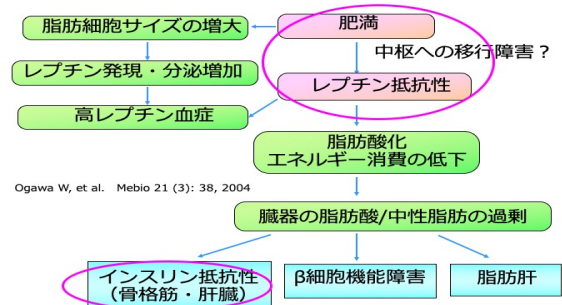 脂肪細胞サイズの増大
肥満
中枢への移行障害？
レプチン発現・分泌増加
レプチン抵抗性
高レプチン血症
脂肪酸化
エネルギー消費の低下
Ogawa W, et al. Mebio 21 (3): 38, 2004
臓器の脂肪酸/中性脂肪の過剰
インスリン抵抗性
(骨格筋・肝臓)
β細胞機能障害
脂肪肝